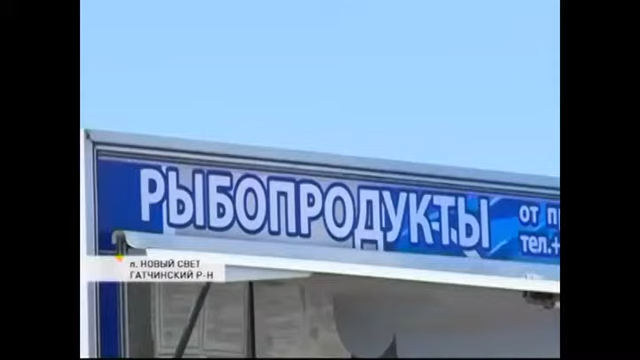 РЫБОПРОДУКТЫ
от п
тел.+
п. НОВЫЙ СВЕТ
ГАТЧИНСКИЙ Р-Н